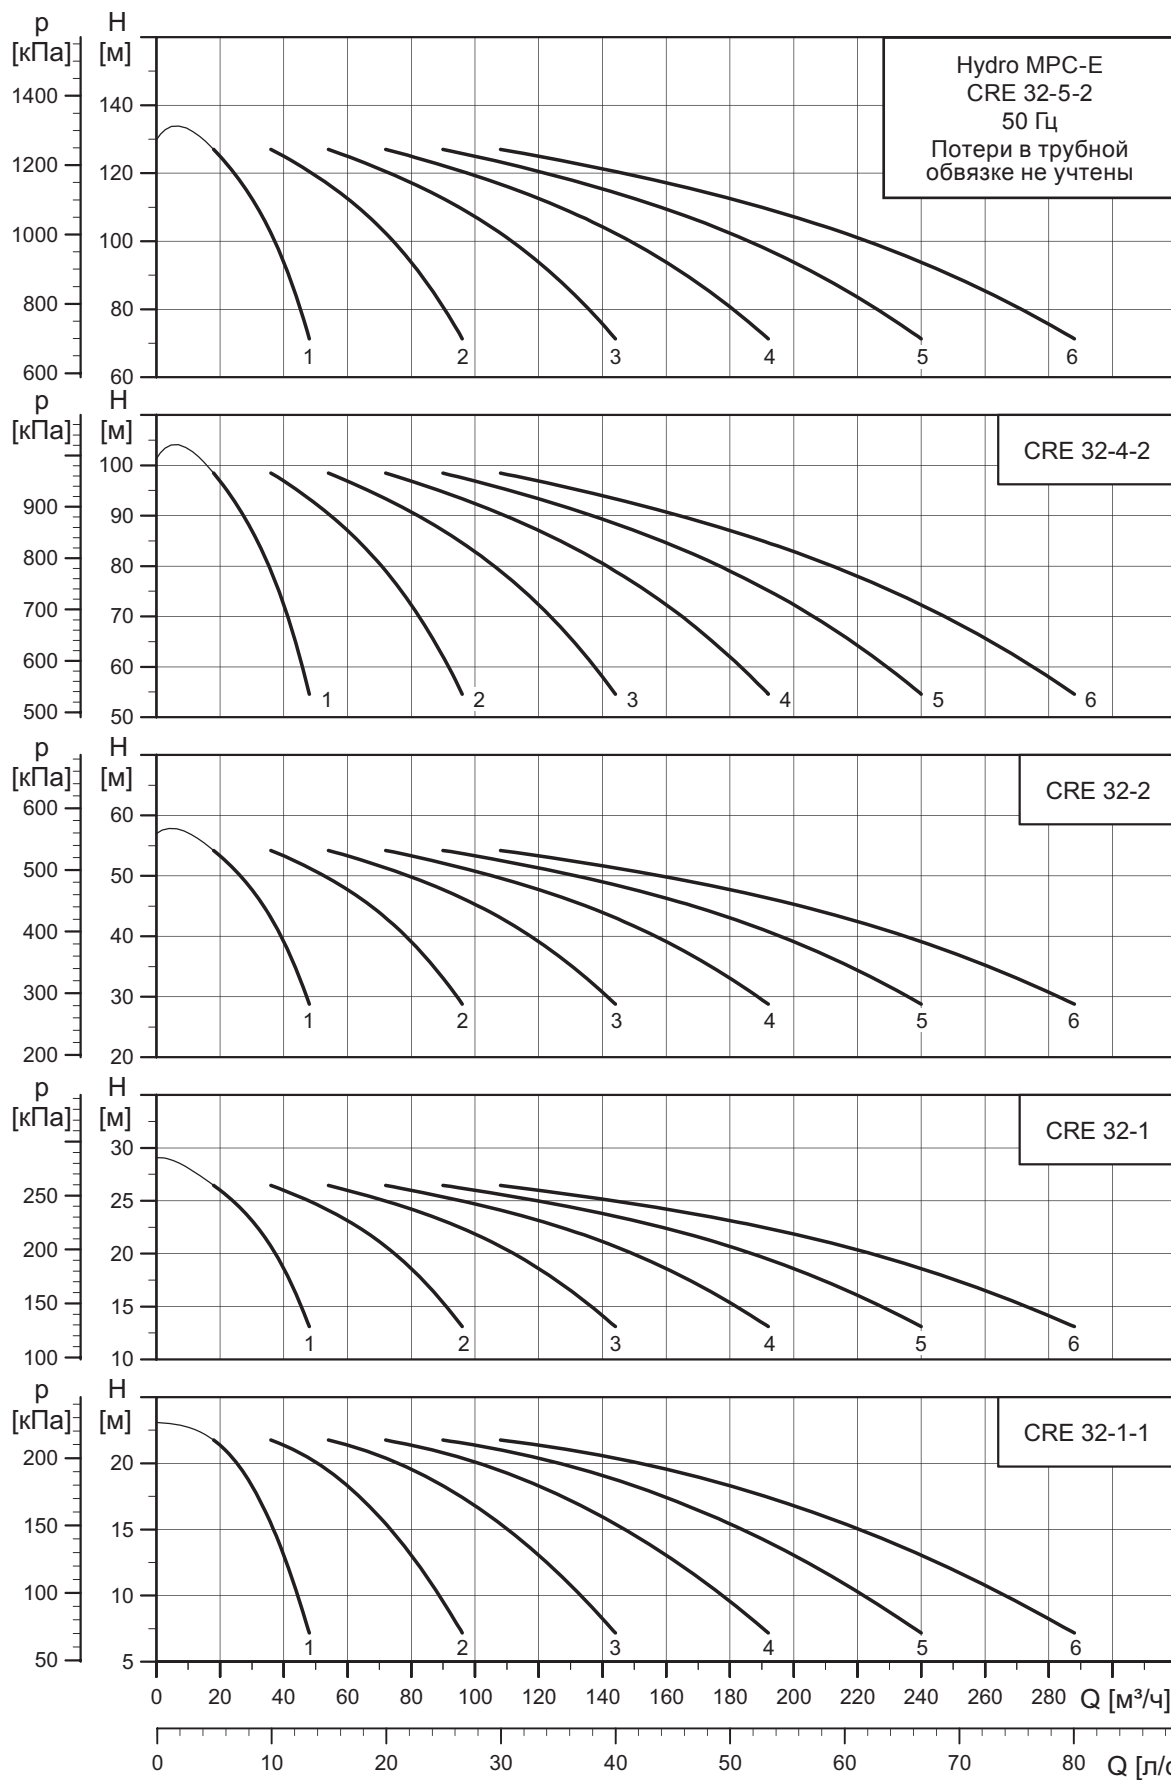 p H
[кПа] [м]
Hydro MPC-E
CRE 32-5-2
50 Гц
Потери в трубной
обвязке не учтены
1400 140
1200 120
1000 100
800 80
600 60
1 2 3 4 5 6
p H
[кПа] [м]
CRE 32-4-2
100
900 90
800 80
700 70
600 60
500 50
1 2 3 4 5 6
p H
[кПа] [м]
CRE 32-2
600 60
500 50
400 40
300 30
200 20
1 2 3 4 5 6
p H
[кПа] [м]
CRE 32-1
30
250 25
200 20
150 15
100 10
1 2 3 4 5 6
p H
[кПа] [м]
CRE 32-1-1
200 20
150 15
100 10
50 5
1 2 3 4 5 6
0 20 40 60 80 100 120 140 160 180 200 220 240 260 280 Q [м³/ч]
0 10 20 30 40 50 60 70 80 Q [л/с